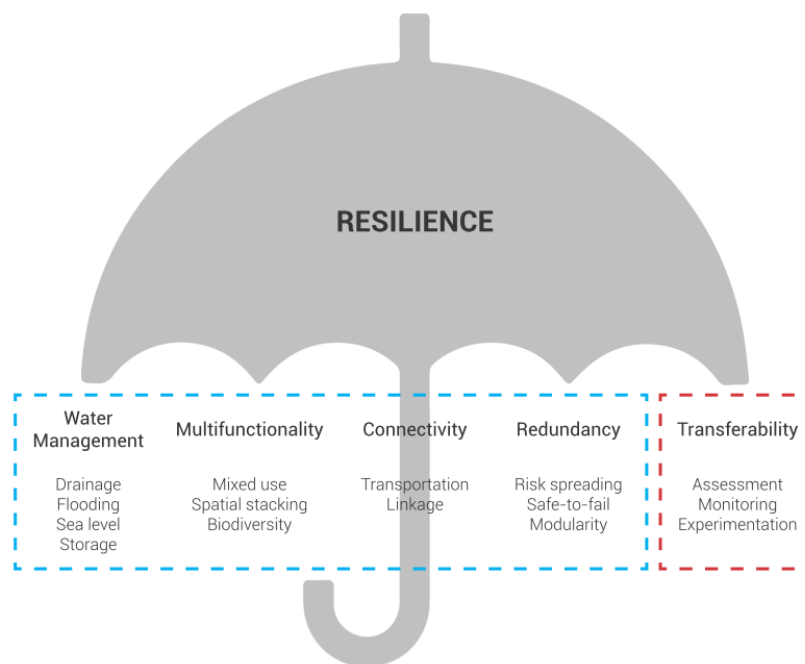 RESILIENCE
Water
Management
Drainage
Flooding
Sea level
Storage
Multifunctionality
Mixed use
Spatial stacking
Biodiversity
Connectivity
Transportation
Linkage
Redundancy
Risk spreading
Safe-to-fail
Modularity
Transferability
Assessment
Monitoring
Experimentation